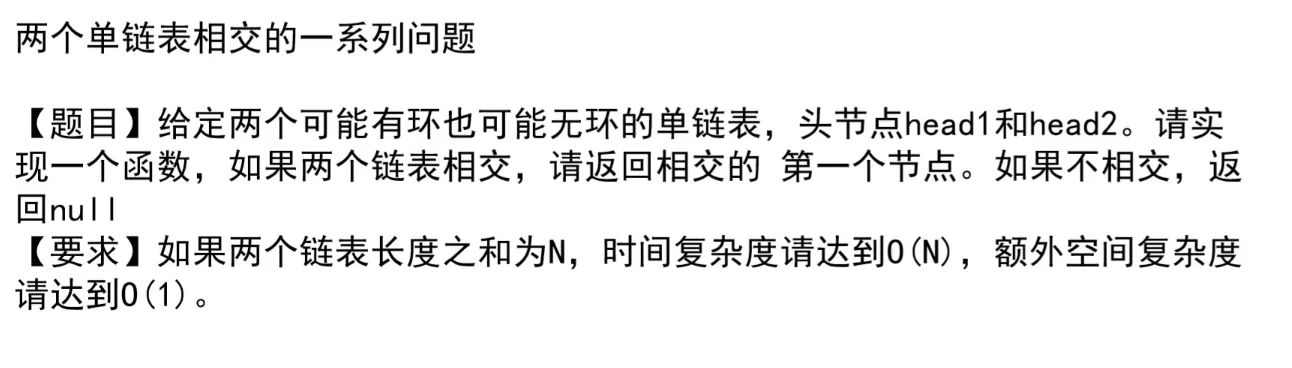 两个单链表相交的一系列问题
【题目】给定两个可能有环也可能无环的单链表，头节点head1和head2。请实
现一个函数，如果两个链表相交，请返回相交的 第一个节点。如果不相交，返
回null
【要求】如果两个链表长度之和为N，时间复杂度请达到O(N)，额外空间复杂度
请达到O(1)。